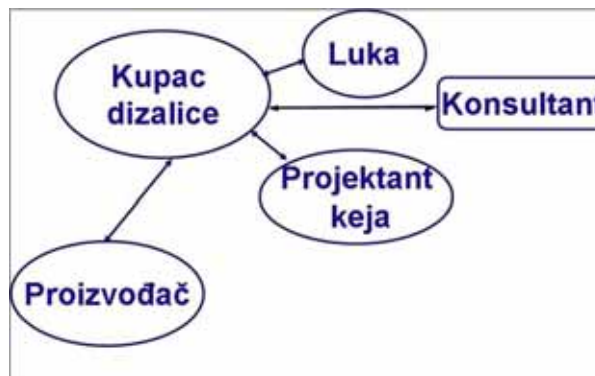 Kupac
dizalice
Luka
Konsultant
Projektant
keja
Proizvođač